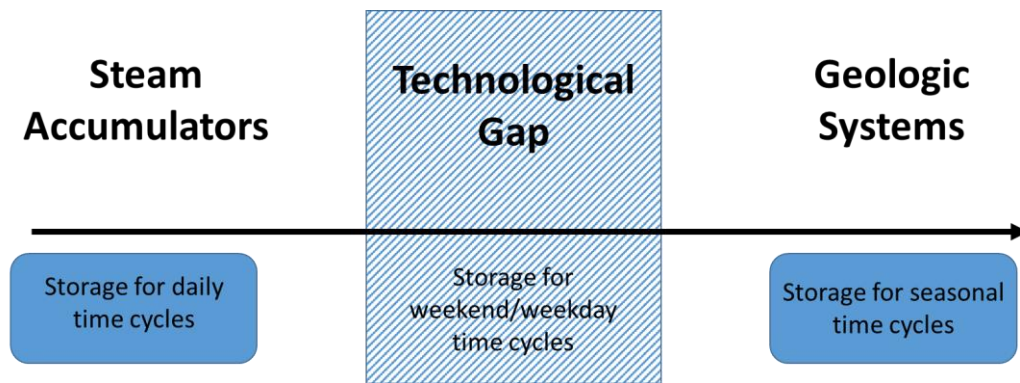 Steam
Accumulators
Technological
Gap
Geologic
Systems
Storage for daily
time cycles
Storage for
weekend/weekday
time cycles
Storage for seasonal
time cycles